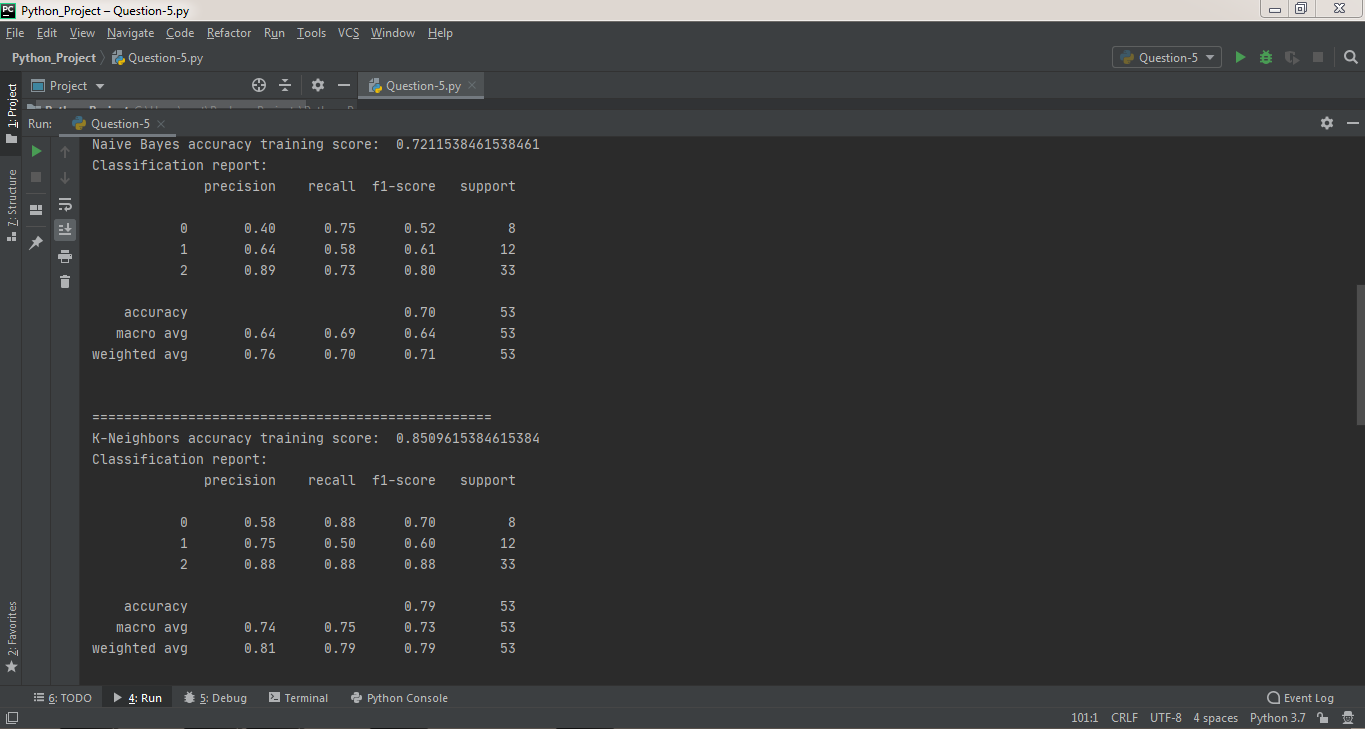 PC Python_Project – Question-5.py
File Edit View Navigate Code Refactor Run Tools VCS Window Help
Python_Project Question-5.py Question-5
1: Project Project Question-5.py
Run: Question-5
Naive Bayes accuracy training score: 0.7211538461538461
Classification report:
precision recall f1-score support
0 0.40 0.75 0.52 8
1 0.64 0.58 0.61 12
2 0.89 0.73 0.80 33
accuracy 0.70 53
macro avg 0.64 0.69 0.64 53
weighted avg 0.76 0.70 0.71 53
==================================================
K-Neighbors accuracy training score: 0.8509615384615384
Classification report:
precision recall f1-score support
0 0.58 0.88 0.70 8
1 0.75 0.50 0.60 12
2 0.88 0.88 0.88 33
accuracy 0.79 53
macro avg 0.74 0.75 0.73 53
weighted avg 0.81 0.79 0.79 53
7: Structure
2: Favorites
6: TODO 4: Run 5: Debug Terminal Python Console Event Log
101:1 CRLF UTF-8 4 spaces Python 3.7